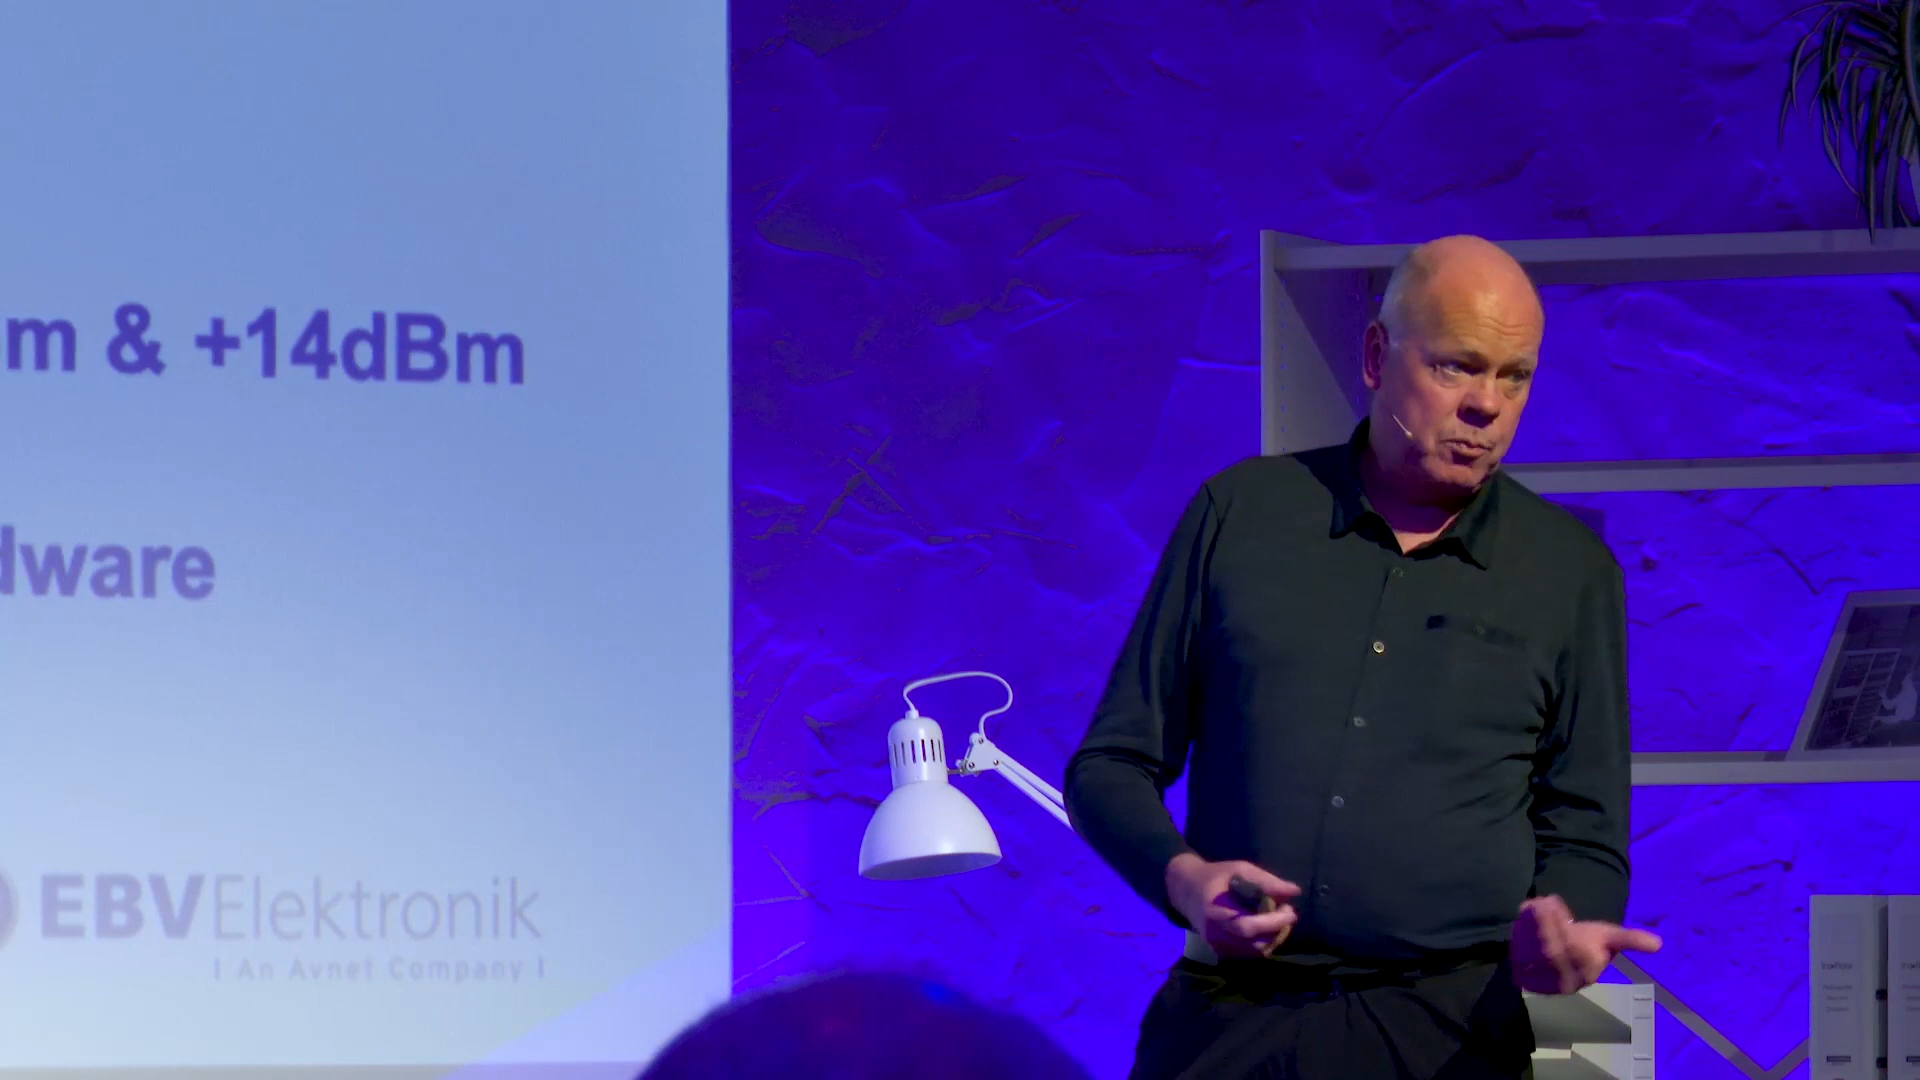 m & +14dBm
dware
EBVElektronik
| An Avnet Company |